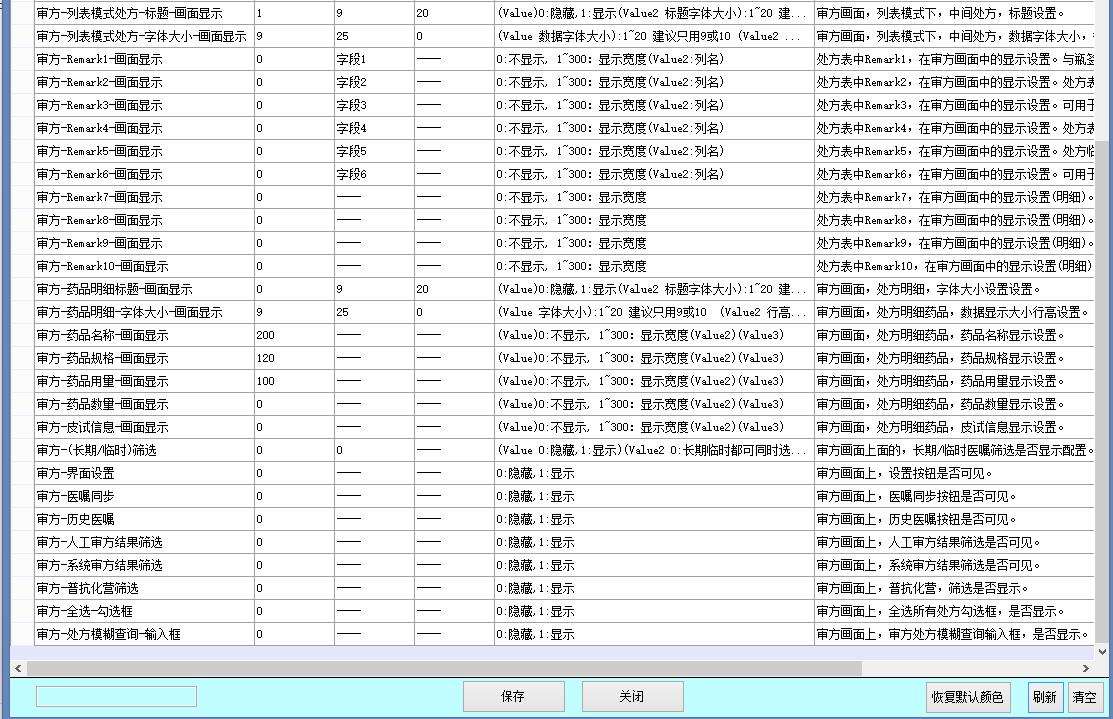 审方-列表模式处方-标题-画面显示 1 9 20 (Value)0:隐藏,1:显示(Value2 标题字体大小):1~20 建... 审方画面, 列表模式下, 中间处方, 标题设置。
审方-列表模式处方-字体大小-画面显示 9 25 0 (Value 数据字体大小):1~20 建议只用9或10 (Value2 ... 审方画面, 列表模式下, 中间处方, 数据字体大小,
审方-Remark1-画面显示 0 字段1 —— 0:不显示, 1~300: 显示宽度(Value2:列名) 处方表中Remark1, 在审方画面中的显示设置。与瓶签
审方-Remark2-画面显示 0 字段2 —— 0:不显示, 1~300: 显示宽度(Value2:列名) 处方表中Remark2, 在审方画面中的显示设置。处方表
审方-Remark3-画面显示 0 字段3 —— 0:不显示, 1~300: 显示宽度(Value2:列名) 处方表中Remark3, 在审方画面中的显示设置。可用于
审方-Remark4-画面显示 0 字段4 —— 0:不显示, 1~300: 显示宽度(Value2:列名) 处方表中Remark4, 在审方画面中的显示设置。处方表
审方-Remark5-画面显示 0 字段5 —— 0:不显示, 1~300: 显示宽度(Value2:列名) 处方表中Remark5, 在审方画面中的显示设置。处方临
审方-Remark6-画面显示 0 字段6 —— 0:不显示, 1~300: 显示宽度(Value2:列名) 处方表中Remark6, 在审方画面中的显示设置。可用于
审方-Remark7-画面显示 0 —— —— 0:不显示, 1~300: 显示宽度 处方表中Remark7, 在审方画面中的显示设置(明细)。
审方-Remark8-画面显示 0 —— —— 0:不显示, 1~300: 显示宽度 处方表中Remark8, 在审方画面中的显示设置(明细)。
审方-Remark9-画面显示 0 —— —— 0:不显示, 1~300: 显示宽度 处方表中Remark9, 在审方画面中的显示设置(明细)。
审方-Remark10-画面显示 0 —— —— 0:不显示, 1~300: 显示宽度 处方表中Remark10, 在审方画面中的显示设置(明细)
审方-药品明细标题-画面显示 0 9 20 (Value)0:隐藏,1:显示(Value2 标题字体大小):1~20 建... 审方画面, 处方明细, 字体大小设置设置。
审方-药品明细-字体大小-画面显示 9 25 0 (Value 字体大小):1~20 建议只用9或10 (Value2 行高... 审方画面, 处方明细药品, 数据显示大小行高设置。
审方-药品名称-画面显示 200 —— —— (Value)0:不显示, 1~300: 显示宽度(Value2)(Value3) 审方画面, 处方明细药品, 药品名称显示设置。
审方-药品规格-画面显示 120 —— —— (Value)0:不显示, 1~300: 显示宽度(Value2)(Value3) 审方画面, 处方明细药品, 药品规格显示设置。
审方-药品用量-画面显示 100 —— —— (Value)0:不显示, 1~300: 显示宽度(Value2)(Value3) 审方画面, 处方明细药品, 药品用量显示设置。
审方-药品数量-画面显示 0 —— —— (Value)0:不显示, 1~300: 显示宽度(Value2)(Value3) 审方画面, 处方明细药品, 药品数量显示设置。
审方-皮试信息-画面显示 0 —— —— (Value)0:不显示, 1~300: 显示宽度(Value2)(Value3) 审方画面, 处方明细药品, 皮试信息显示设置。
审方-(长期/临时)筛选 0 0 —— (Value 0:隐藏,1:显示)(Value2 0:长期临时都可同时选... 审方画面上面的, 长期/临时医嘱筛选是否显示配置。
审方-界面设置 0 —— —— 0:隐藏,1:显示 审方画面上, 设置按钮是否可见。
审方-医嘱同步 0 —— —— 0:隐藏,1:显示 审方画面上, 医嘱同步按钮是否可见。
审方-历史医嘱 0 —— —— 0:隐藏,1:显示 审方画面上, 历史医嘱按钮是否可见。
审方-人工审方结果筛选 0 —— —— 0:隐藏,1:显示 审方画面上, 人工审方结果筛选是否可见。
审方-系统审方结果筛选 0 —— —— 0:隐藏,1:显示 审方画面上, 系统审方结果筛选是否可见。
审方-普抗化营筛选 0 —— —— 0:隐藏,1:显示 审方画面上, 普抗化营, 筛选是否显示。
审方-全选-勾选框 0 —— —— 0:隐藏,1:显示 审方画面上, 全选所有处方勾选框, 是否显示。
审方-处方模糊查询-输入框 0 —— —— 0:隐藏,1:显示 审方画面上, 审方处方模糊查询输入框, 是否显示。
保存 关闭 恢复默认颜色 刷新 清空